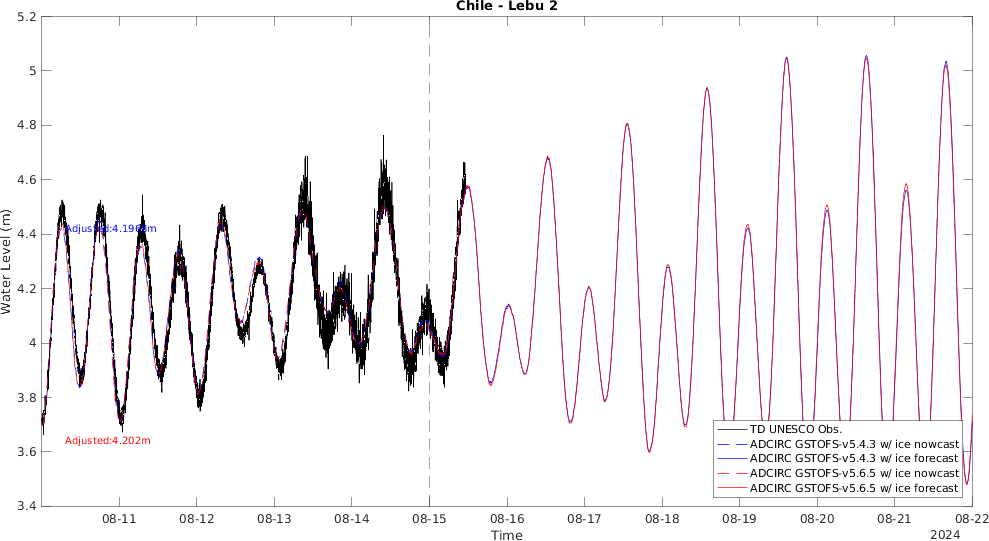 Chile - Lebu 2
5.2
5
4.8
4.6
4.4
4.2
4
3.8
3.6
3.4
Water Level (m)
Adjusted:4.1968m
Adjusted:4.202m
TD UNESCO Obs.
ADCIRC GSTOFS-v5.4.3 w/ ice nowcast
ADCIRC GSTOFS-v5.4.3 w/ ice forecast
ADCIRC GSTOFS-v5.6.5 w/ ice nowcast
ADCIRC GSTOFS-v5.6.5 w/ ice forecast
08-11 08-12 08-13 08-14 08-15 08-16 08-17 08-18 08-19 08-20 08-21 08-22
Time
2024